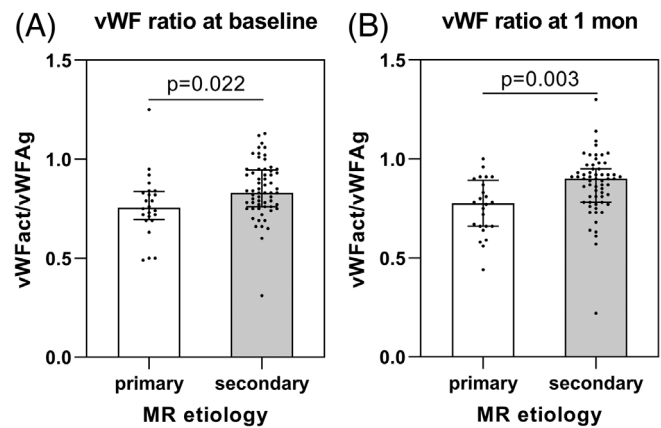 (A) vWF ratio at baseline
vWFact/vWFAg
1.5
1.0
0.5
0.0
p=0.022
primary secondary
MR etiology
(B) vWF ratio at 1 mon
vWFact/vWFAg
1.5
1.0
0.5
0.0
p=0.003
primary secondary
MR etiology